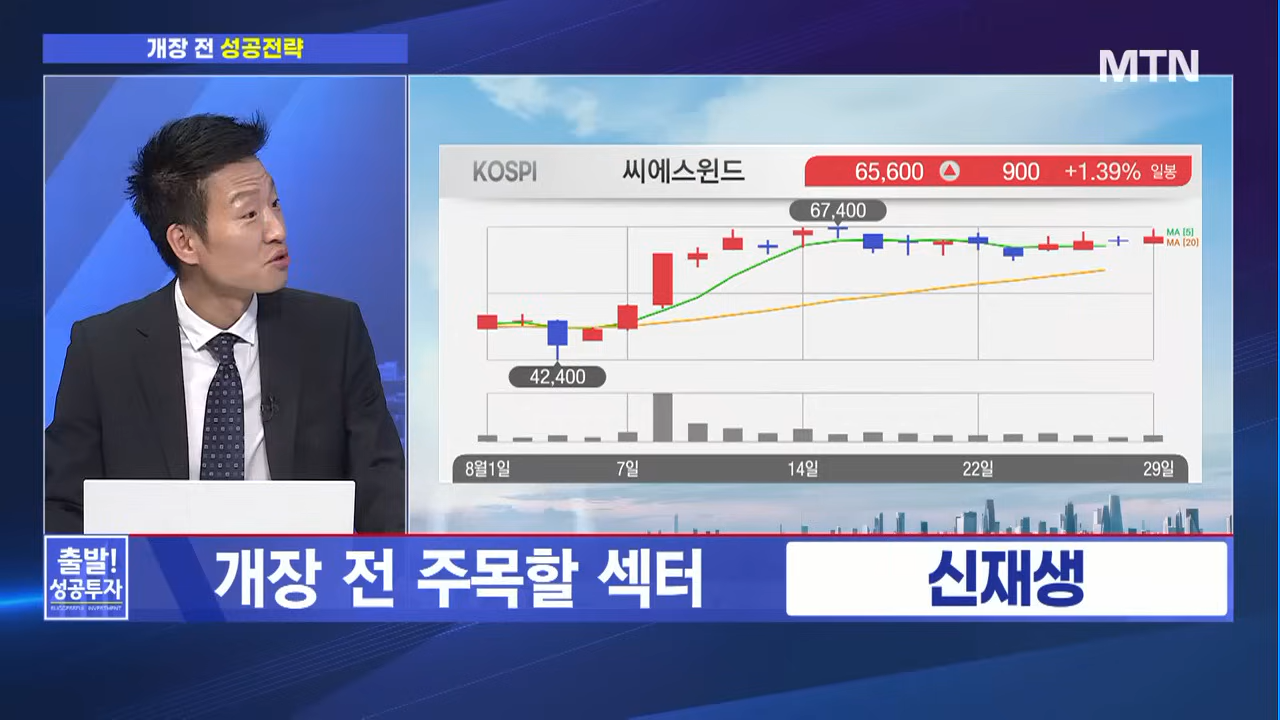 개장 전 성공전략
MTN
KOSPI 씨에스윈드 65,600 ▲ 900 +1.39% 일봉
67,400
MA [5]
MA [20]
42,400
8월1일 7일 14일 22일 29일
출발!
성공투자
SUCCESSFUL INVESTMENT
개장 전 주목할 섹터 신재생